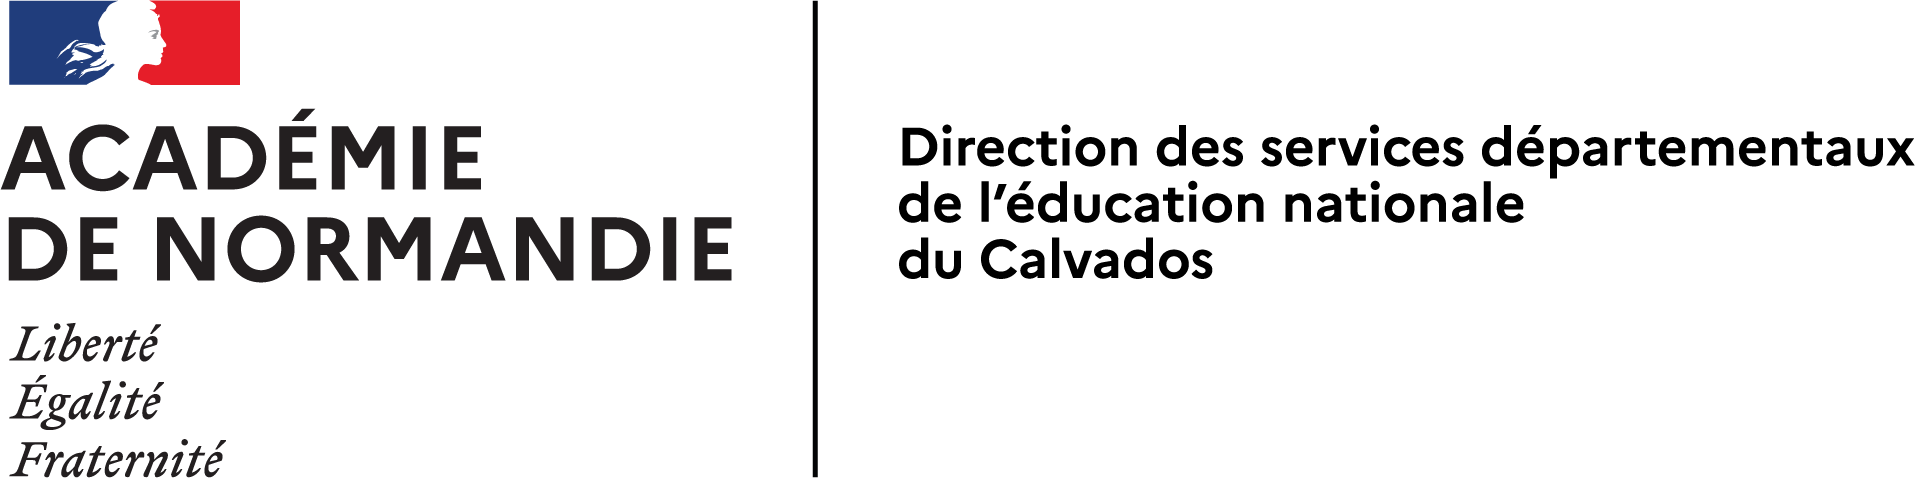 ACADÉMIE
DE NORMANDIE
Liberté
Égalité
Fraternité
Direction des services départementaux
de l’éducation nationale
du Calvados